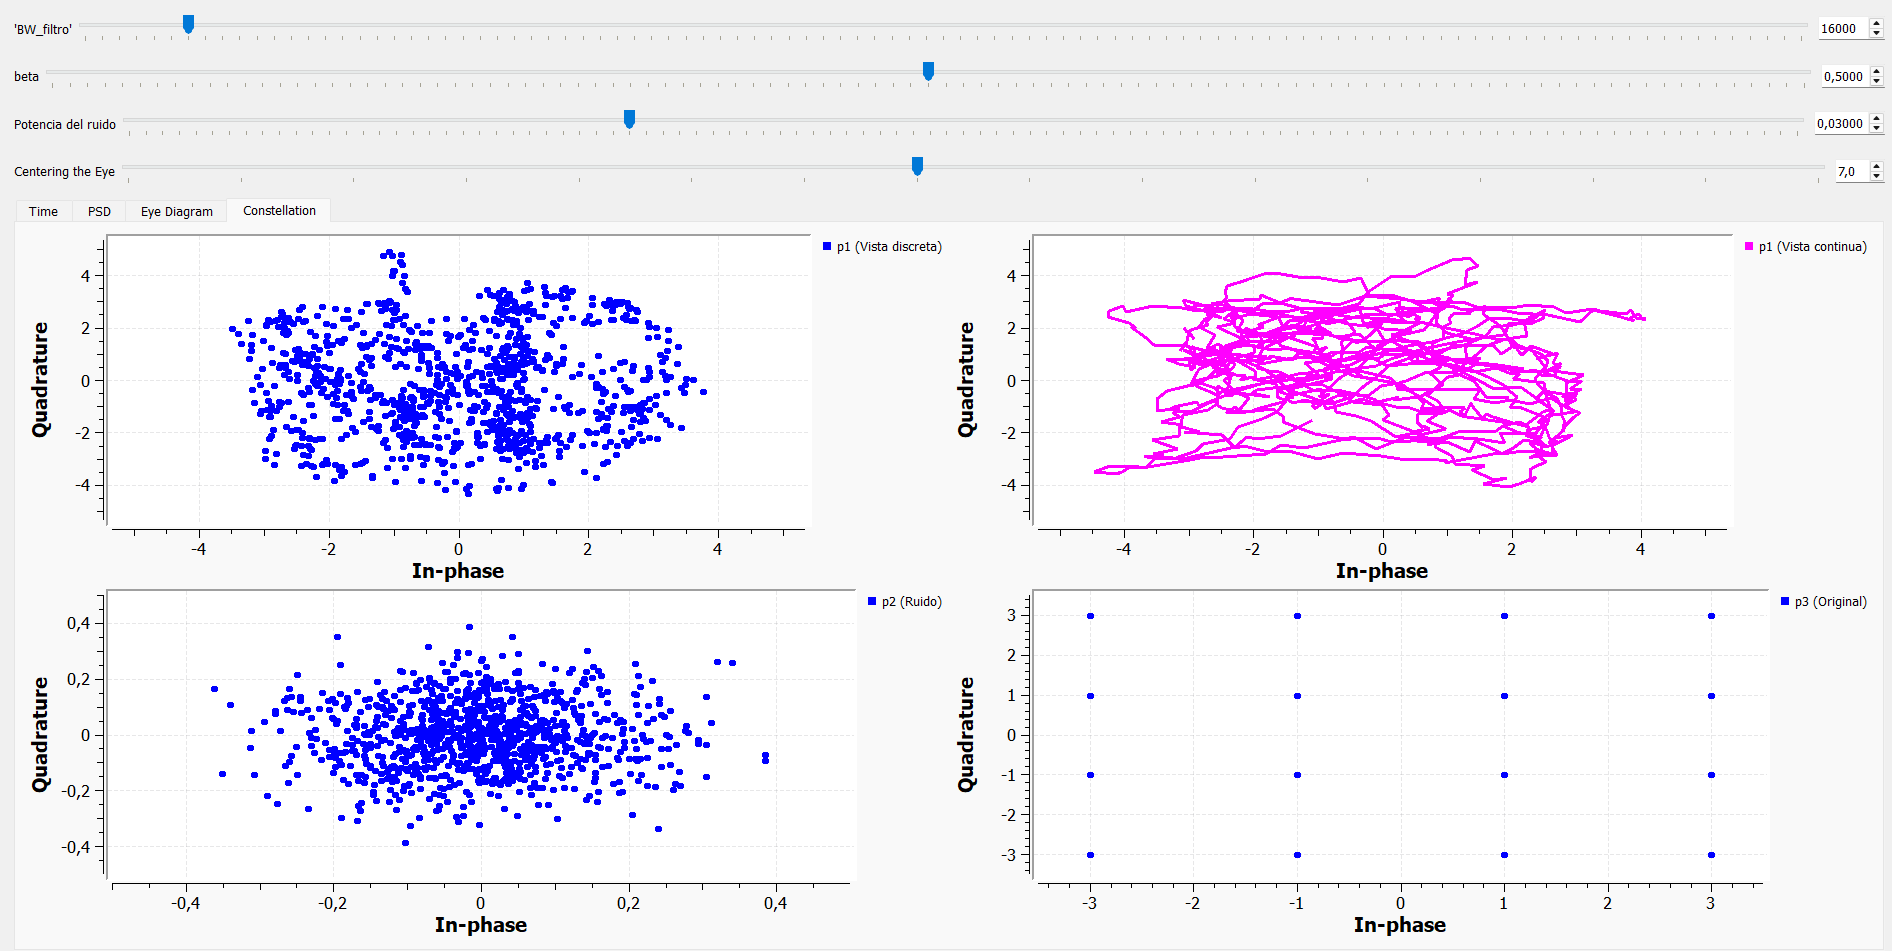 'BW_filtro' 16000
beta 0,5000
Potencia del ruido 0,03000
Centering the Eye 7,0
Time PSD Eye Diagram Constellation
p1 (Vista discreta)
Quadrature
4
2
0
-2
-4
-4 -2 0 2 4
In-phase
p1 (Vista continua)
Quadrature
4
2
0
-2
-4
-4 -2 0 2 4
In-phase
p2 (Ruido)
Quadrature
0,4
0,2
0
-0,2
-0,4
-0,4 -0,2 0 0,2 0,4
In-phase
p3 (Original)
Quadrature
3
2
1
0
-1
-2
-3
-3 -2 -1 0 1 2 3
In-phase